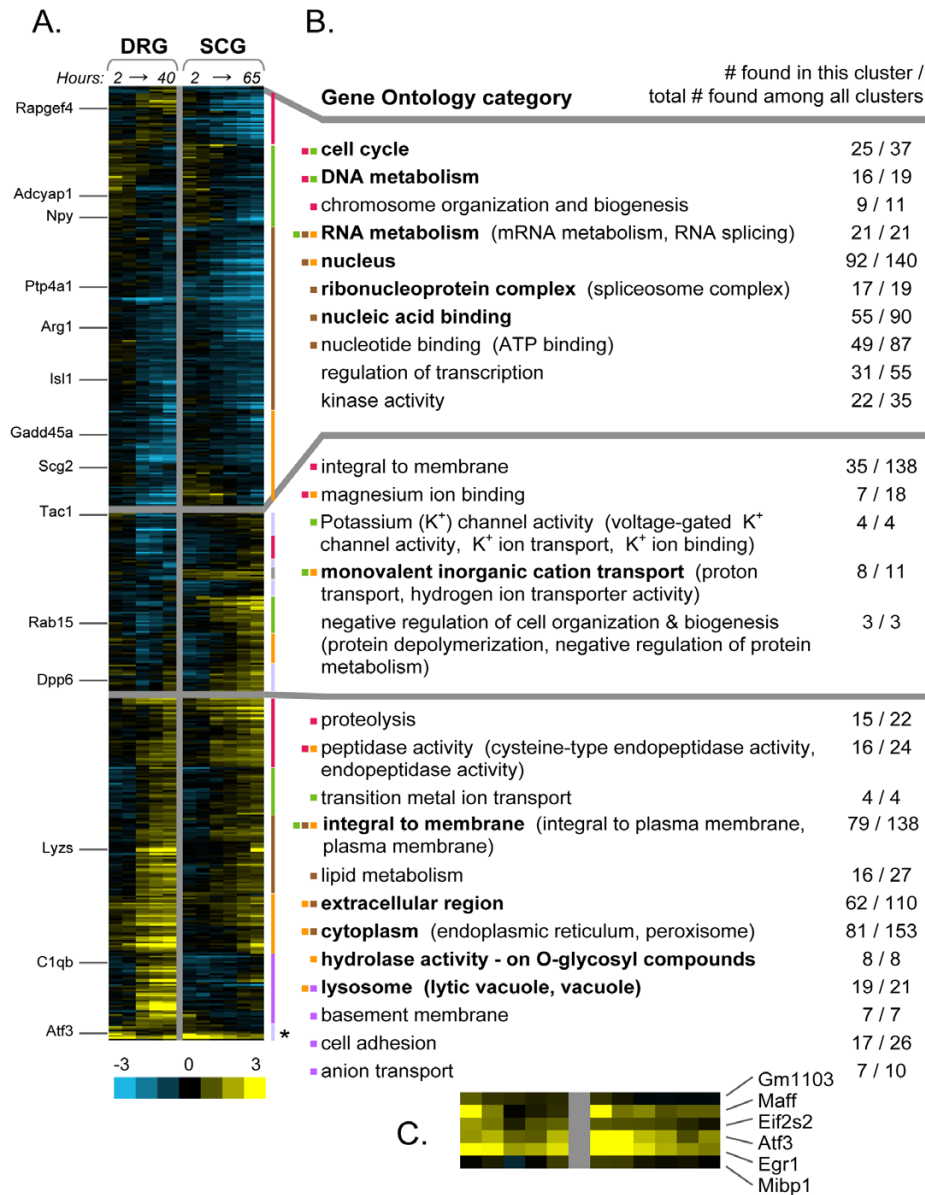 A.
B.
DRG SCG
Hours: 2 → 40 2 → 65
Gene Ontology category
# found in this cluster /
total # found among all clusters
Rapgef4
Adcyap1
Npy
Ptp4a1
Arg1
Isl1
Gadd45a
Scg2
Tac1
Rab15
Dpp6
Lyzs
C1qb
Atf3
*
-3 0 3
cell cycle 25 / 37
DNA metabolism 16 / 19
chromosome organization and biogenesis 9 / 11
RNA metabolism (mRNA metabolism, RNA splicing) 21 / 21
nucleus 92 / 140
ribonucleoprotein complex (spliceosome complex) 17 / 19
nucleic acid binding 55 / 90
nucleotide binding (ATP binding) 49 / 87
regulation of transcription 31 / 55
kinase activity 22 / 35
integral to membrane 35 / 138
magnesium ion binding 7 / 18
Potassium (K⁺) channel activity (voltage-gated K⁺ 4 / 4
channel activity, K⁺ ion transport, K⁺ ion binding)
monovalent inorganic cation transport (proton 8 / 11
transport, hydrogen ion transporter activity)
negative regulation of cell organization & biogenesis 3 / 3
(protein depolymerization, negative regulation of protein
metabolism)
proteolysis 15 / 22
peptidase activity (cysteine-type endopeptidase activity, 16 / 24
endopeptidase activity)
transition metal ion transport 4 / 4
integral to membrane (integral to plasma membrane, 79 / 138
plasma membrane)
lipid metabolism 16 / 27
extracellular region 62 / 110
cytoplasm (endoplasmic reticulum, peroxisome) 81 / 153
hydrolase activity - on O-glycosyl compounds 8 / 8
lysosome (lytic vacuole, vacuole) 19 / 21
basement membrane 7 / 7
cell adhesion 17 / 26
anion transport 7 / 10
C.
Gm1103
Maff
Eif2s2
Atf3
Egr1
Mibp1